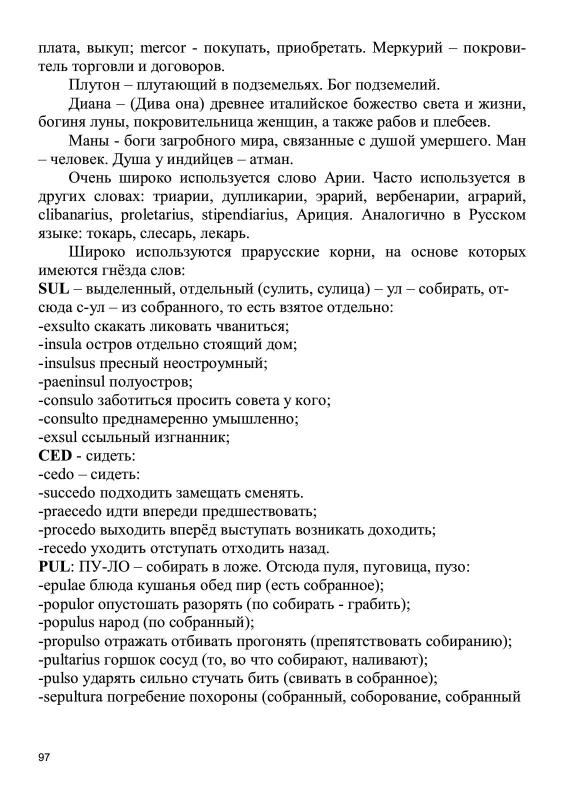 плата, выкуп; mercor - покупать, приобретать. Меркурий – покрови-
тель торговли и договоров.
Плутон – плутающий в подземельях. Бог подземелий.
Диана – (Дива она) древнее италийское божество света и жизни,
богиня луны, покровительница женщин, а также рабов и плебеев.
Маны - боги загробного мира, связанные с душой умершего. Ман
– человек. Душа у индийцев – атман.
Очень широко используется слово Арии. Часто используется в
других словах: триарии, дупликарии, эрарий, вербенарии, аграрий,
clibanarius, proletarius, stipendiarius, Ариция. Аналогично в Русском
языке: токарь, слесарь, лекарь.
Широко используются прарусские корни, на основе которых
имеются гнёзда слов:
SUL – выделенный, отдельный (сулить, сулица) – ул – собирать, от-
сюда с-ул – из собранного, то есть взятое отдельно:
-exsulto скакать ликовать чваниться;
-insula остров отдельно стоящий дом;
-insulsus пресный неостроумный;
-paeninsul полуостров;
-consulo заботиться просить совета у кого;
-consulto преднамеренно умышленно;
-exsul ссыльный изгнанник;
CED - сидеть:
-cedo – сидеть:
-succedo подходить замещать сменять.
-praecedo идти впереди предшествовать;
-procedo выходить вперёд выступать возникать доходить;
-recedo уходить отступать отходить назад.
PUL: ПУ-ЛО – собирать в ложе. Отсюда пуля, пуговица, пузо:
-epulae блюда кушанья обед пир (есть собранное);
-populor опустошать разорять (по собирать - грабить);
-populus народ (по собранный);
-propulso отражать отбивать прогонять (препятствовать собиранию);
-pultarius горшок сосуд (то, во что собирают, наливают);
-pulso ударять сильно стучать бить (свивать в собранное);
-sepultura погребение похороны (собранный, соборование, собранный
97